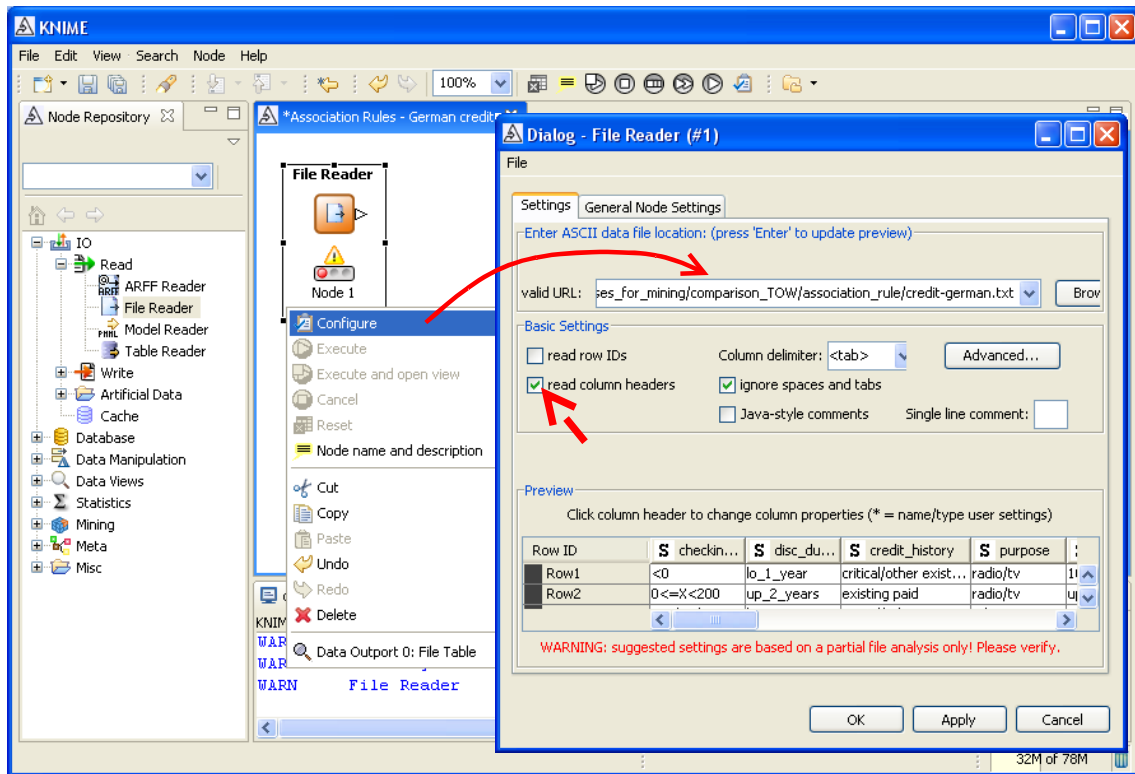 KNIME
File Edit View Search Node Help
100%
Node Repository
*Association Rules - German credit
IO
Read
ARFF Reader
File Reader
Model Reader
Table Reader
Write
Artificial Data
Cache
Database
Data Manipulation
Data Views
Statistics
Mining
Meta
Misc
File Reader
Node 1
Configure
Execute
Execute and open view
Cancel
Reset
Node name and description
Cut
Copy
Paste
Undo
Redo
Delete
Data Outport 0: File Table
KNIM
WAR
WAR
WARN File Reader
Dialog - File Reader (#1)
File
Settings General Node Settings
Enter ASCII data file location: (press 'Enter' to update preview)
valid URL: ses_for_mining/comparison_TOW/association_rule/credit-german.txt Brow
Basic Settings
read row IDs Column delimiter: <tab> Advanced...
read column headers ignore spaces and tabs
Java-style comments Single line comment:
Preview
Click column header to change column properties (* = name/type user settings)
Row ID S checkin... S disc_du... S credit_history S purpose
Row1 <0 lo_1_year critical/other exist... radio/tv
Row2 0<=X<200 up_2_years existing paid radio/tv
WARNING: suggested settings are based on a partial file analysis only! Please verify.
OK Apply Cancel
32M of 78M